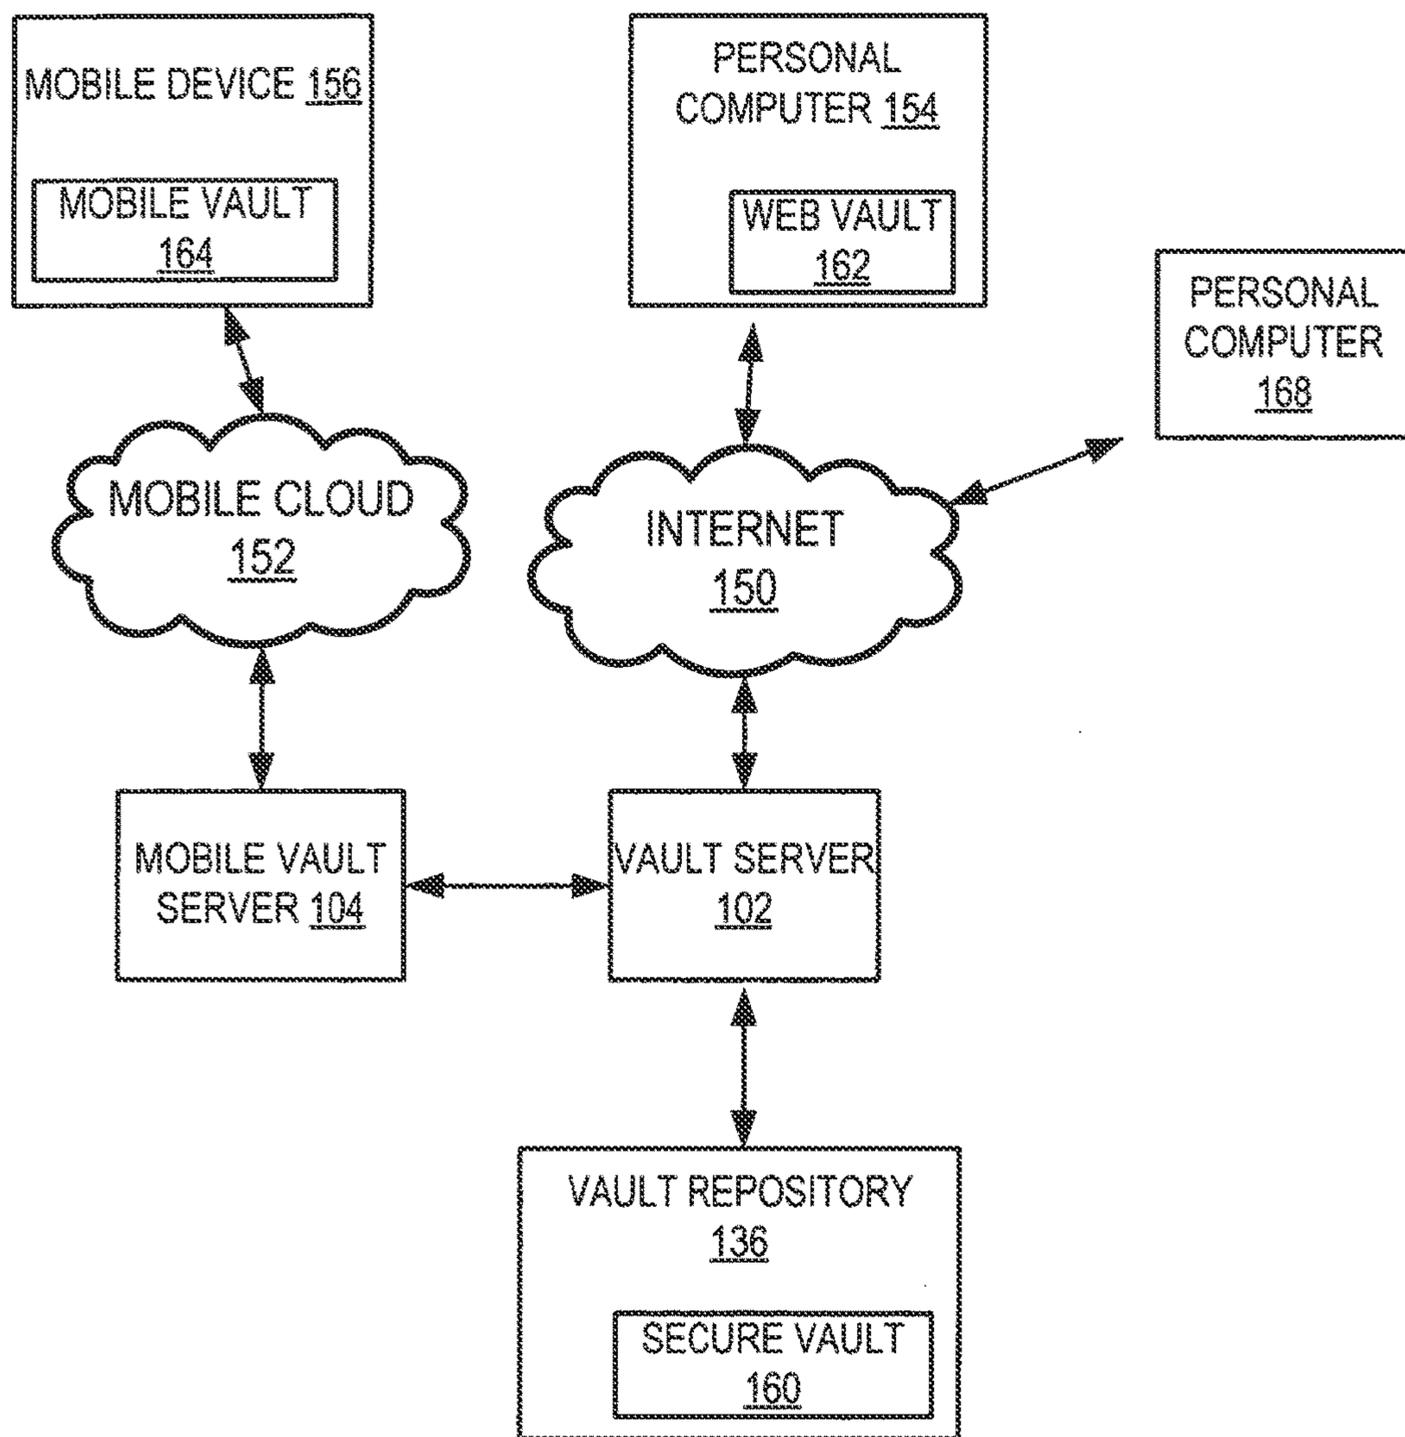 MOBILE DEVICE 156
MOBILE VAULT
164
PERSONAL
COMPUTER 154
WEB VAULT
162
PERSONAL
COMPUTER
168
MOBILE CLOUD
152
INTERNET
150
MOBILE VAULT
SERVER 104
VAULT SERVER
102
VAULT REPOSITORY
136
SECURE VAULT
160